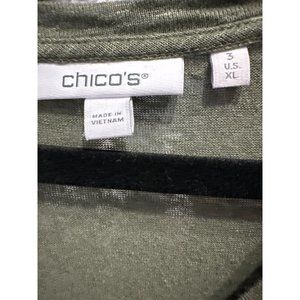 chico's®
MADE IN
VIETNAM
3
U.S.
XL